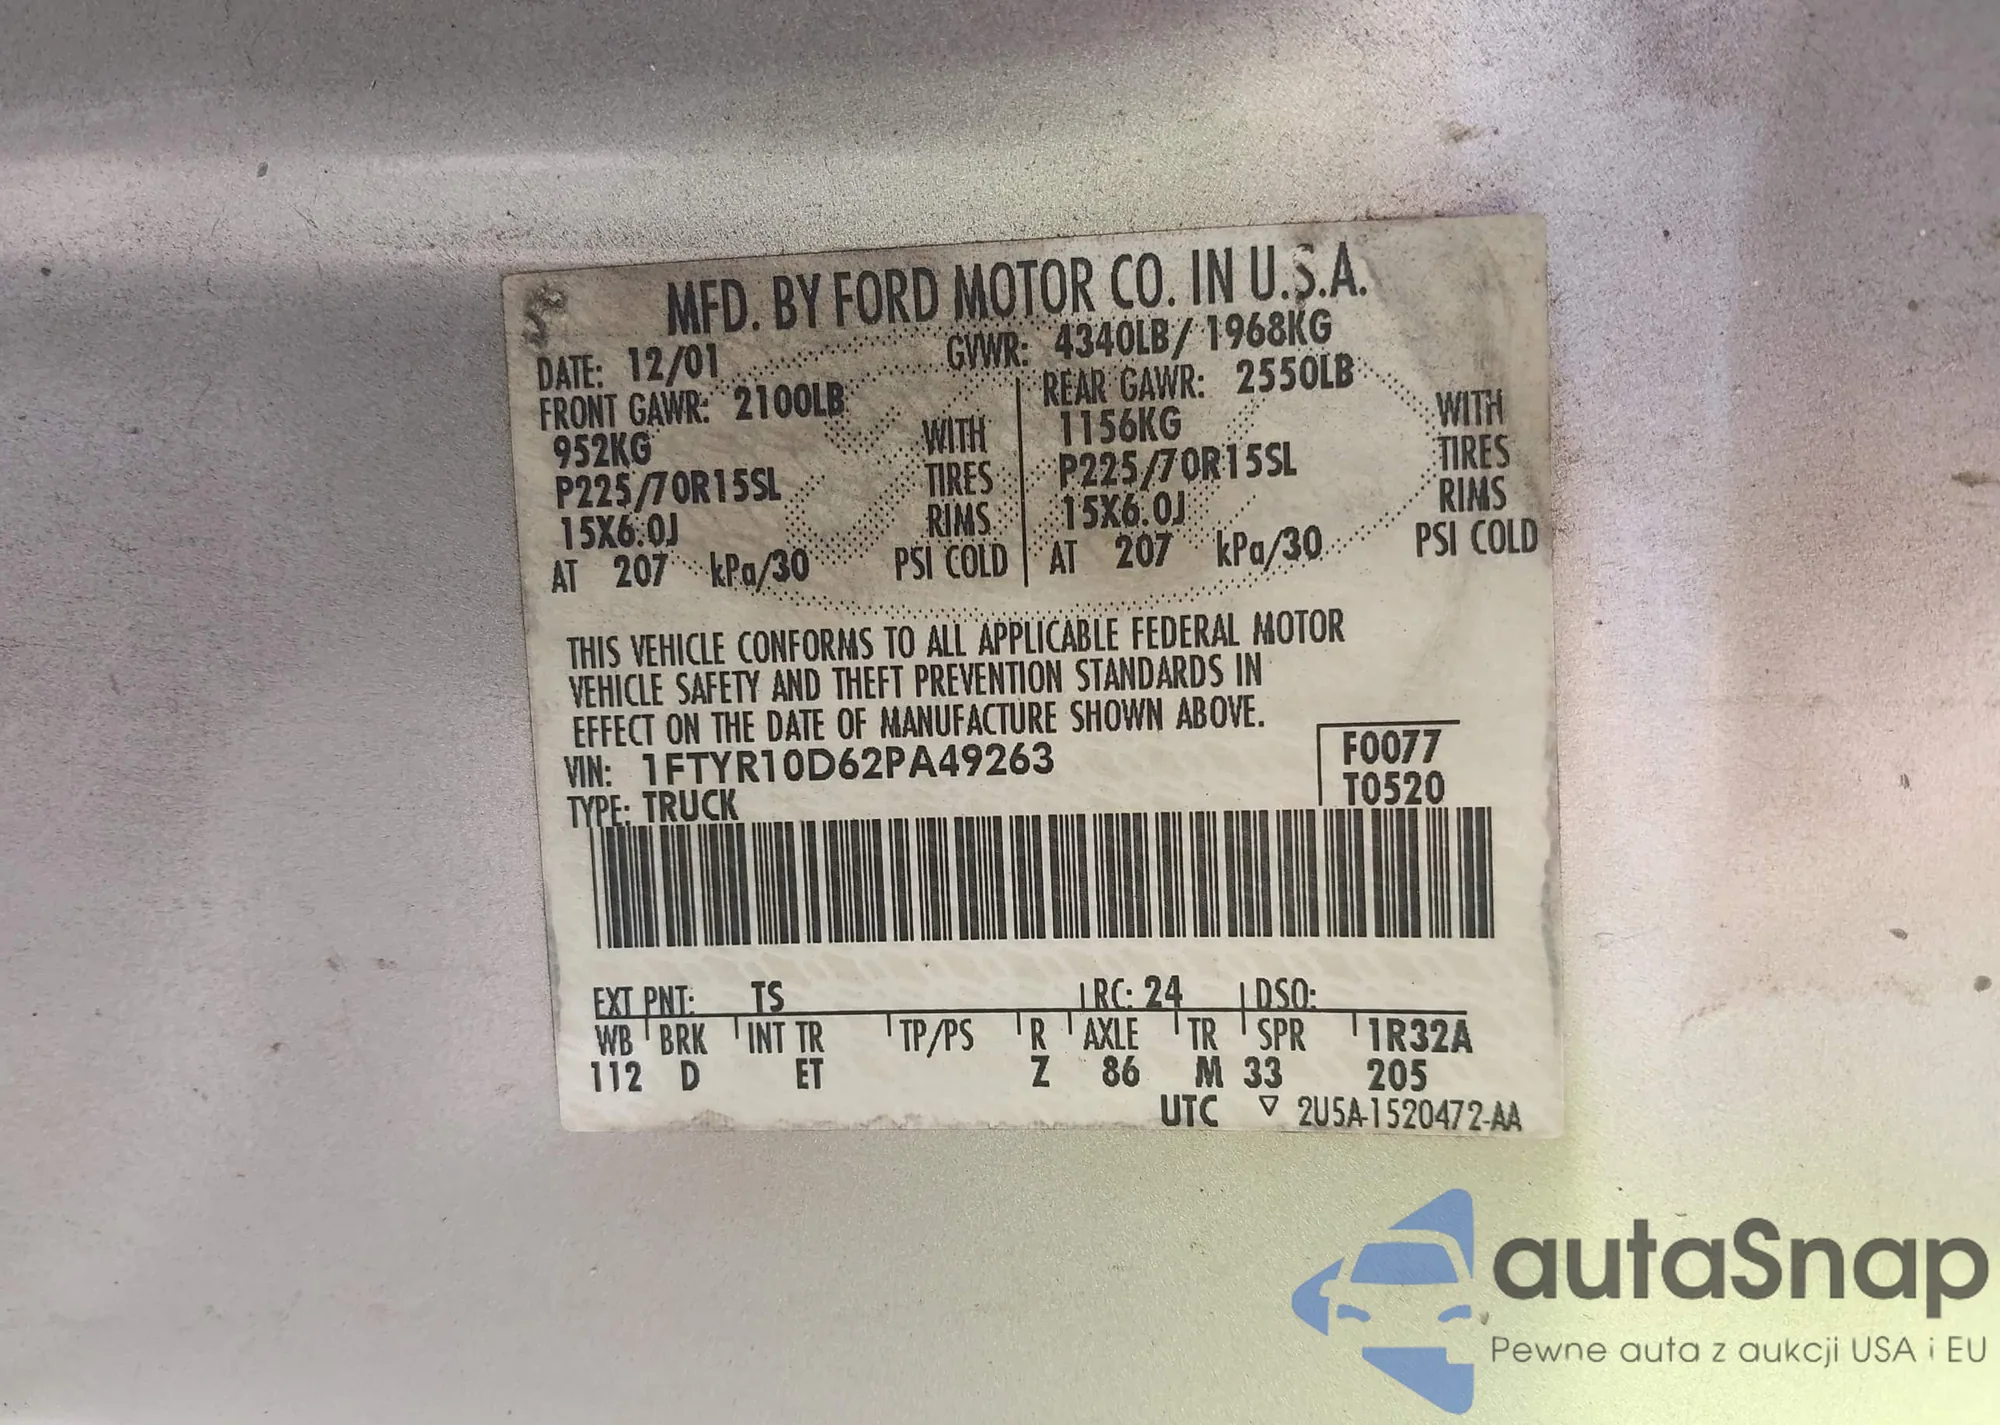 MFD. BY FORD MOTOR CO. IN U.S.A.
DATE: 12/01 GVWR: 4340LB/ 1968KG
FRONT GAWR: 2100LB REAR GAWR: 2550LB
952KG WITH 1156KG WITH
P225/70R15SL TIRES P225/70R15SL TIRES
15X6.0J RIMS 15X6.0J RIMS
AT 207 kPa/30 PSI COLD AT 207 kPa/30 PSI COLD
THIS VEHICLE CONFORMS TO ALL APPLICABLE FEDERAL MOTOR
VEHICLE SAFETY AND THEFT PREVENTION STANDARDS IN
EFFECT ON THE DATE OF MANUFACTURE SHOWN ABOVE.
VIN: 1FTYR10D62PA49263 F0077
TYPE: TRUCK T0520
EXT PNT: TS RC: 24 DSO:
WB BRK INT TR TP/PS R AXLE TR SPR 1R32A
112 D ET Z 86 M 33 205
UTC ▽ 2U5A-1520472-AA
autaSnap
Pewne auta z aukcji USA i EU